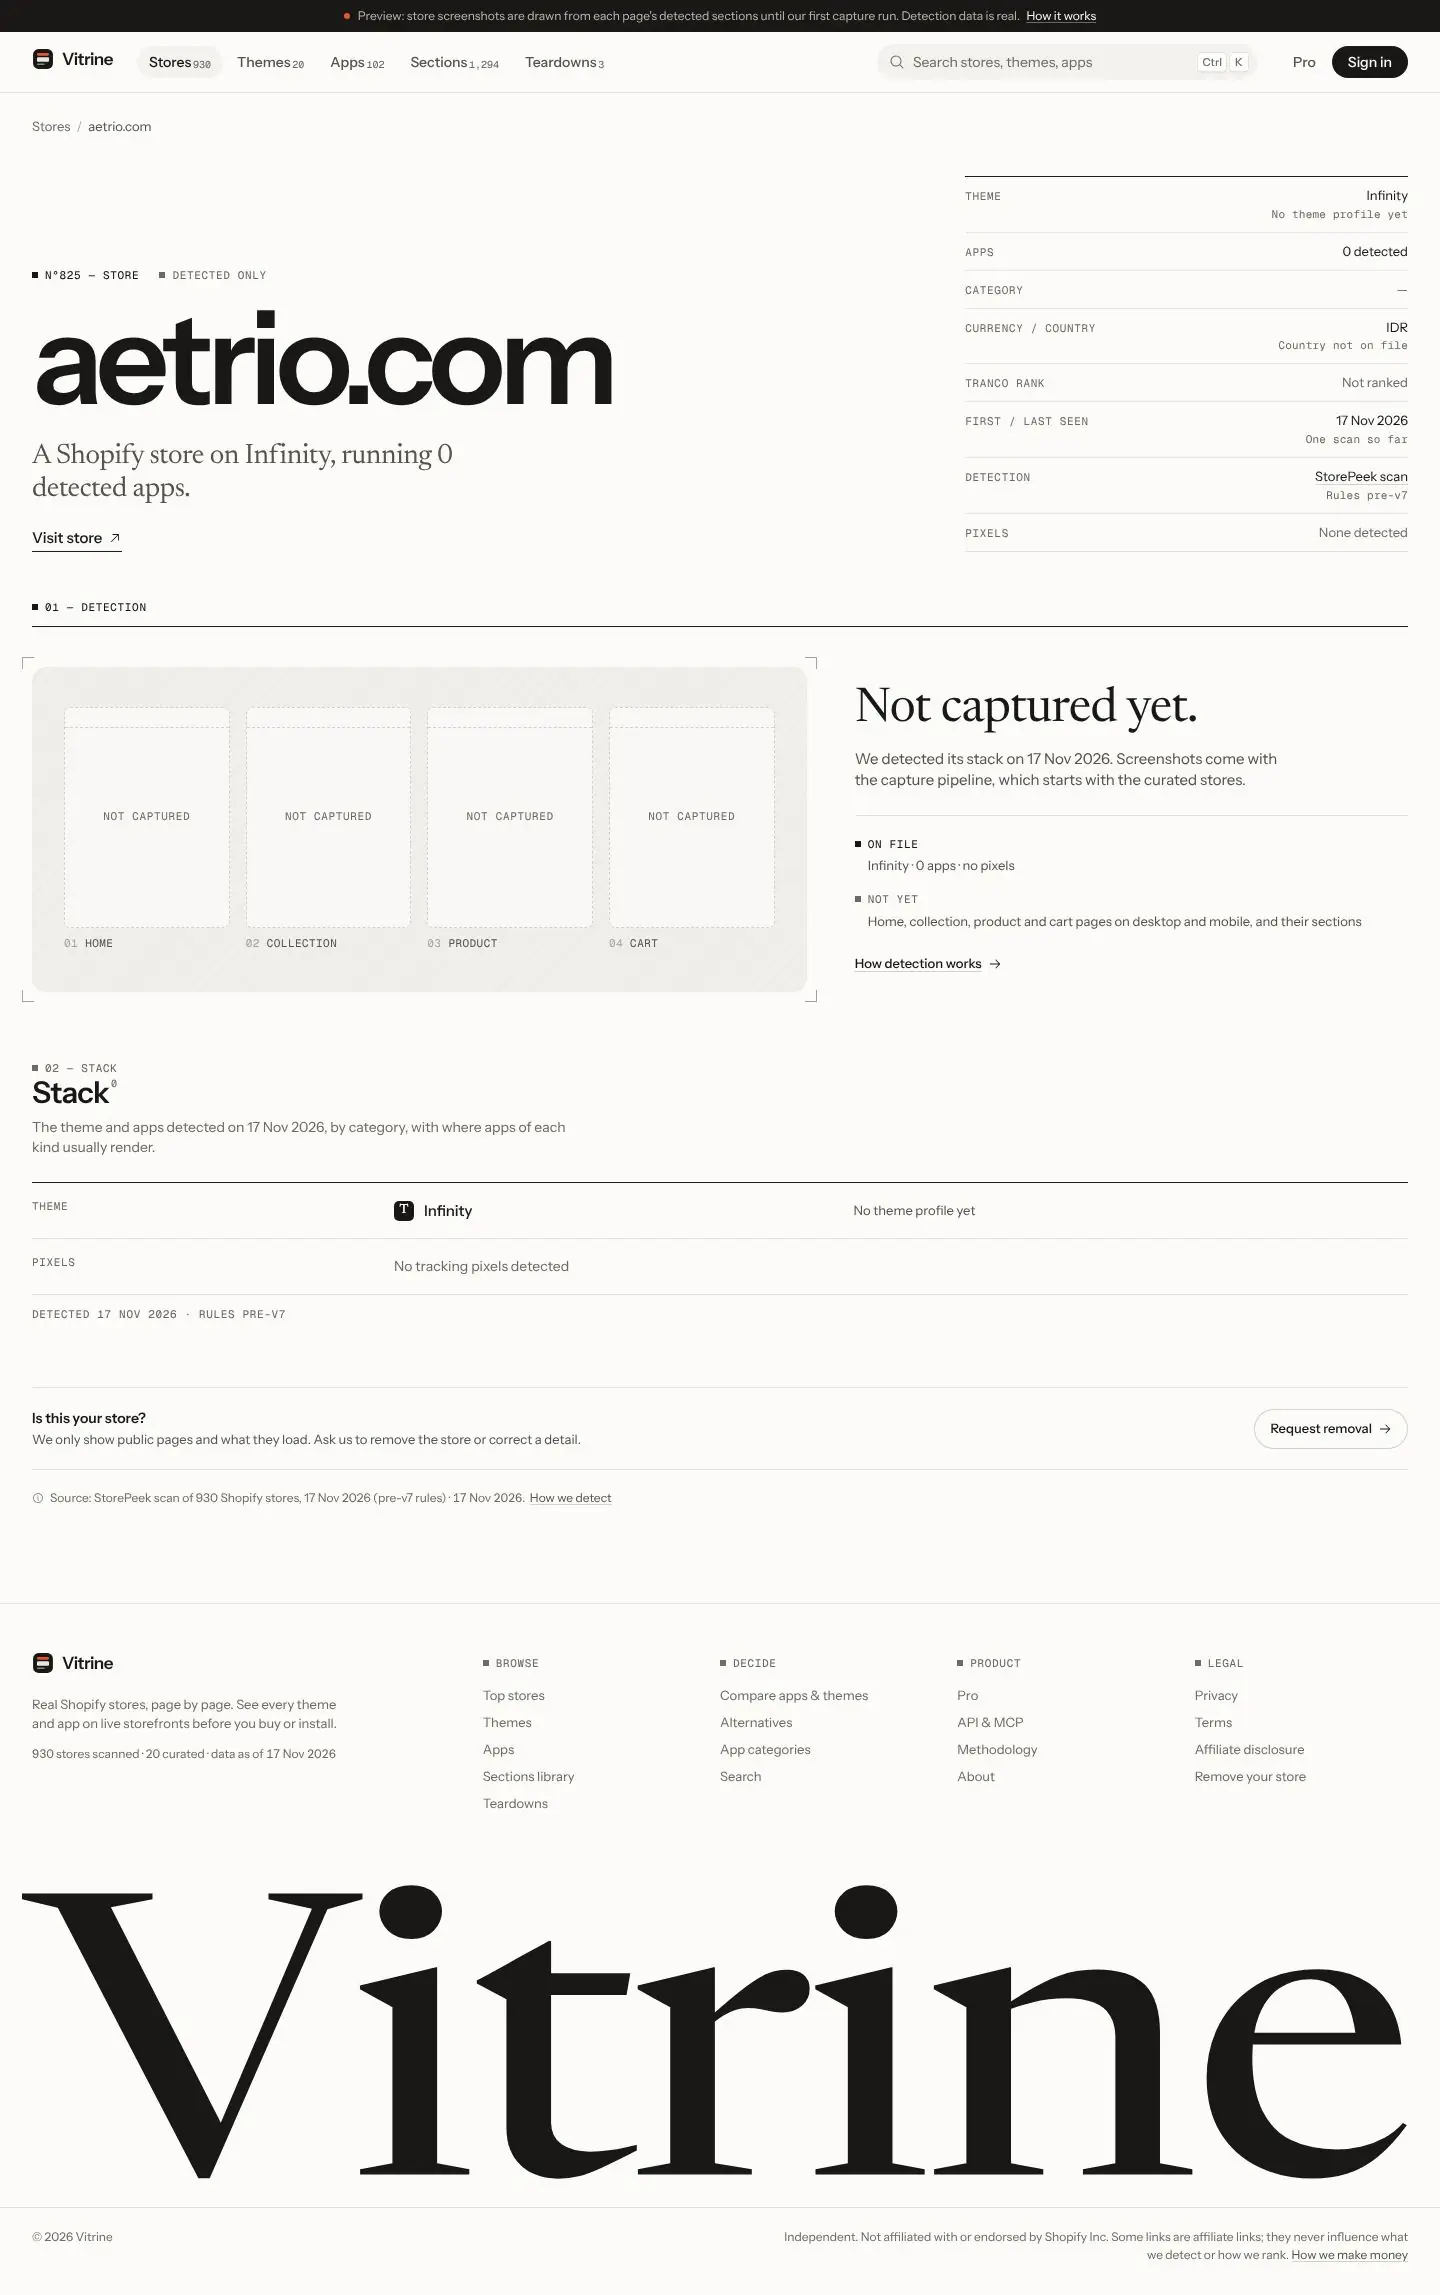 Preview: store screenshots are drawn from each page's detected sections until our first capture run. Detection data is real. How it works
Vitrine
Stores 930
Themes 20
Apps 102
Sections 1,294
Teardowns 3
Search stores, themes, apps
Ctrl K
Pro
Sign in
Stores / aetrio.com
N°825 — STORE
DETECTED ONLY
aetrio.com
A Shopify store on Infinity, running 0
detected apps.
Visit store ↗
THEME
Infinity
No theme profile yet
APPS
0 detected
CATEGORY
—
CURRENCY / COUNTRY
IDR
Country not on file
TRANCO RANK
Not ranked
FIRST / LAST SEEN
17 Nov 2026
One scan so far
DETECTION
StorePeek scan
Rules pre-v7
PIXELS
None detected
01 — DETECTION
NOT CAPTURED
NOT CAPTURED
NOT CAPTURED
NOT CAPTURED
01 HOME
02 COLLECTION
03 PRODUCT
04 CART
Not captured yet.
We detected its stack on 17 Nov 2026. Screenshots come with
the capture pipeline, which starts with the curated stores.
ON FILE
Infinity · 0 apps · no pixels
NOT YET
Home, collection, product and cart pages on desktop and mobile, and their sections
How detection works →
02 — STACK
Stack 0
The theme and apps detected on 17 Nov 2026, by category, with where apps of each
kind usually render.
THEME
T Infinity
No theme profile yet
PIXELS
No tracking pixels detected
DETECTED 17 NOV 2026 · RULES PRE-V7
Is this your store?
We only show public pages and what they load. Ask us to remove the store or correct a detail.
Request removal →
Source: StorePeek scan of 930 Shopify stores, 17 Nov 2026 (pre-v7 rules) · 17 Nov 2026. How we detect
Vitrine
Real Shopify stores, page by page. See every theme
and app on live storefronts before you buy or install.
930 stores scanned · 20 curated · data as of 17 Nov 2026
BROWSE
Top stores
Themes
Apps
Sections library
Teardowns
DECIDE
Compare apps & themes
Alternatives
App categories
Search
PRODUCT
Pro
API & MCP
Methodology
About
LEGAL
Privacy
Terms
Affiliate disclosure
Remove your store
Vitrine
© 2026 Vitrine
Independent. Not affiliated with or endorsed by Shopify Inc. Some links are affiliate links; they never influence what
we detect or how we rank. How we make money